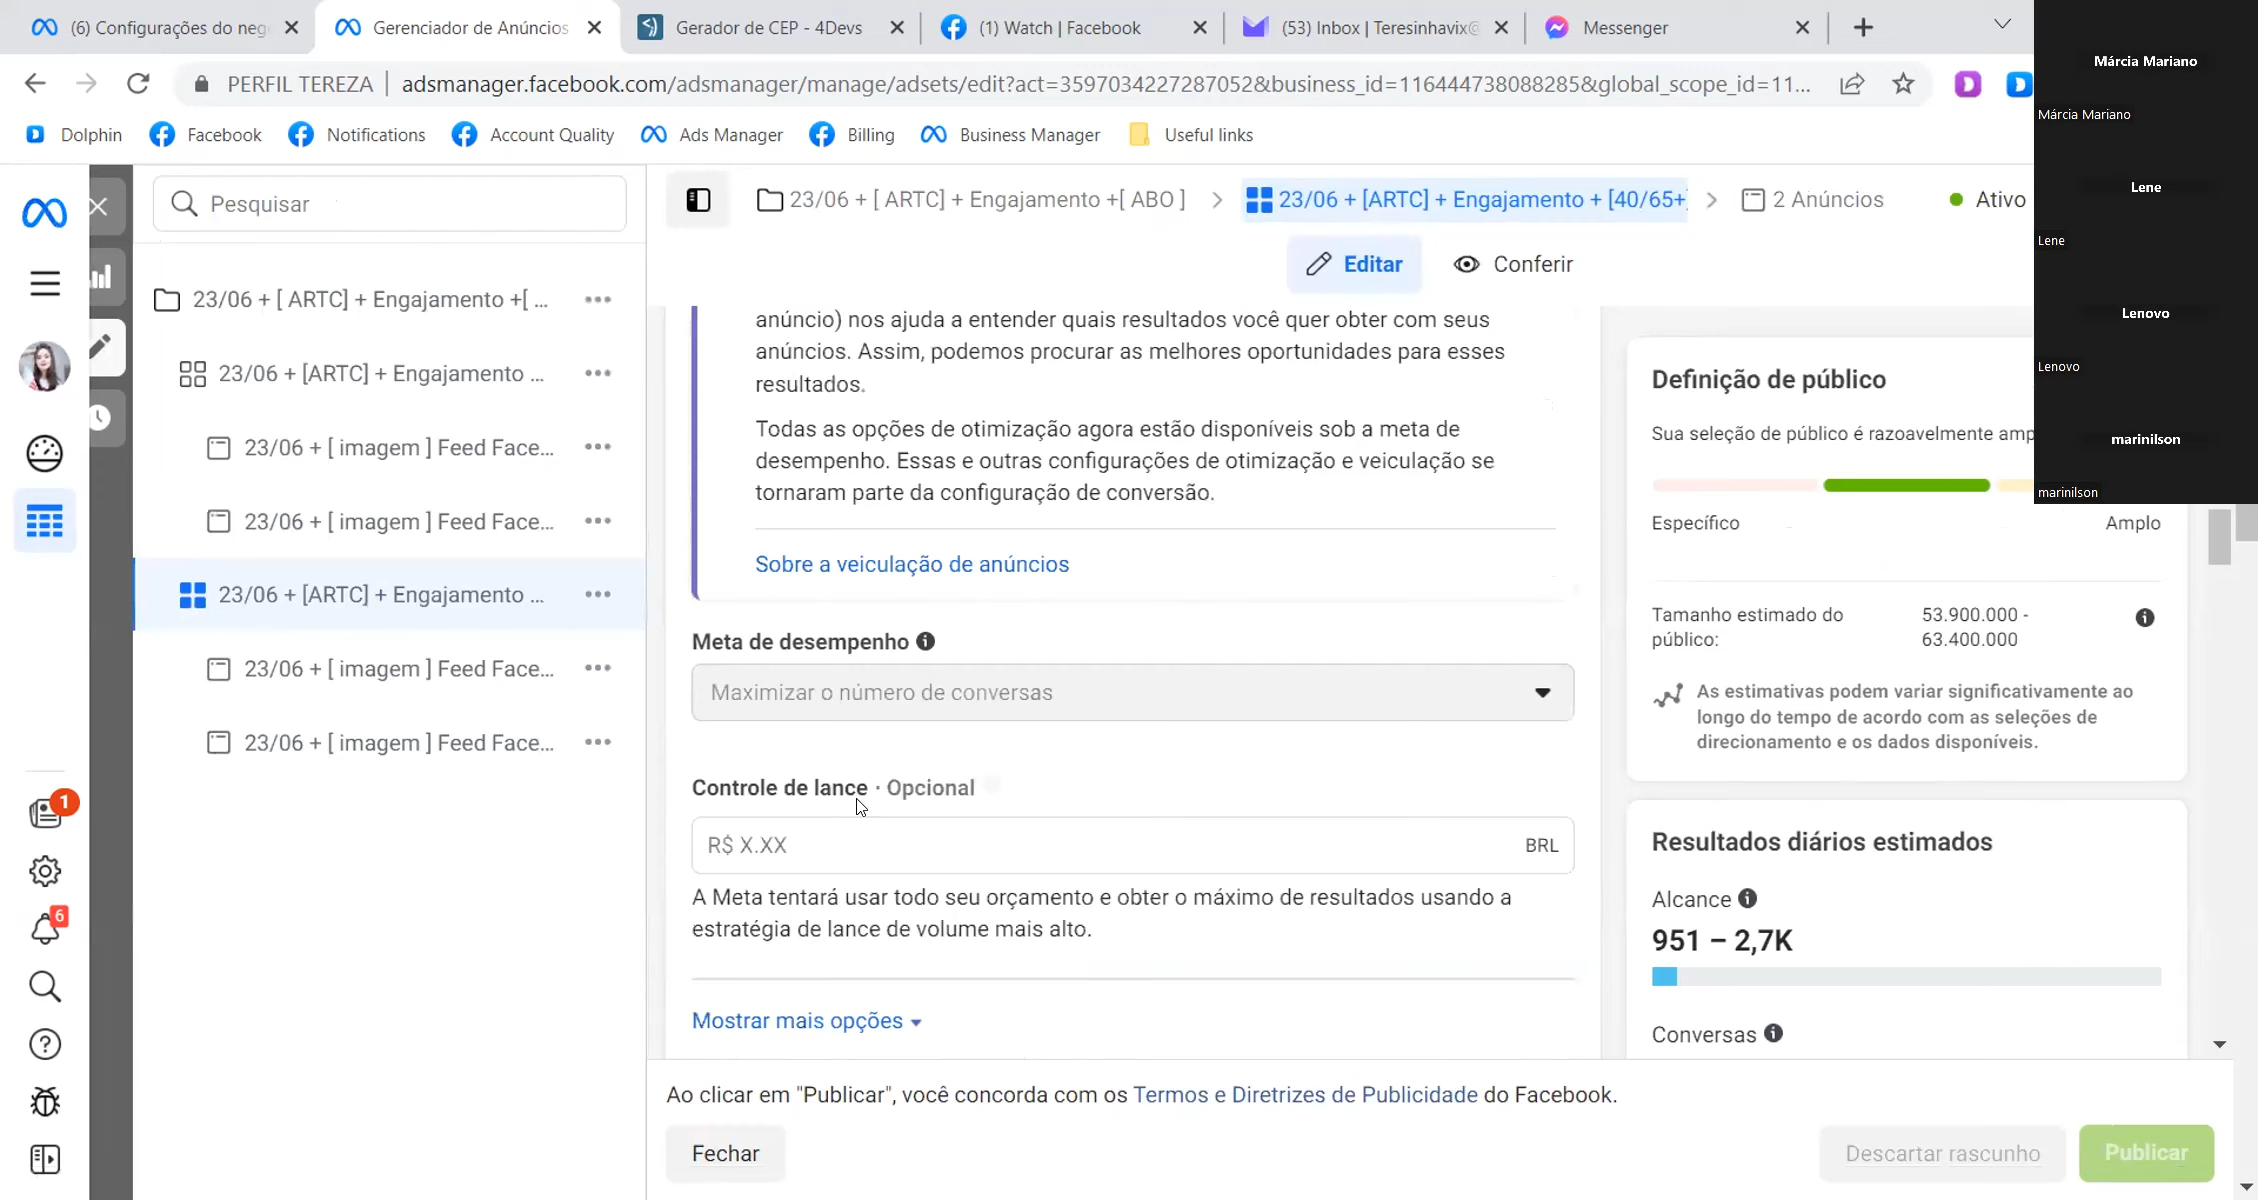 (6) Configurações do neg
Gerenciador de Anúncios
Gerador de CEP - 4Devs
(1) Watch | Facebook
(53) Inbox | Teresinhavix@
Messenger
PERFIL TEREZA
adsmanager.facebook.com/adsmanager/manage/adsets/edit?act=3597034227287052&business_id=116444738088285&global_scope_id=11...
Dolphin
Facebook
Notifications
Account Quality
Ads Manager
Billing
Business Manager
Useful links
Márcia Mariano
Márcia Mariano
Lene
Lene
Lenovo
Lenovo
marinilson
marinilson
Pesquisar
23/06 + [ ARTC] + Engajamento +[ ...
23/06 + [ARTC] + Engajamento ...
23/06 + [ imagem ] Feed Face...
23/06 + [ imagem ] Feed Face...
23/06 + [ARTC] + Engajamento ...
23/06 + [ imagem ] Feed Face...
23/06 + [ imagem ] Feed Face...
1
6
23/06 + [ ARTC] + Engajamento +[ ABO ]
23/06 + [ARTC] + Engajamento + [40/65+]
2 Anúncios
Ativo
Editar
Conferir
anúncio) nos ajuda a entender quais resultados você quer obter com seus
anúncios. Assim, podemos procurar as melhores oportunidades para esses
resultados.
Todas as opções de otimização agora estão disponíveis sob a meta de
desempenho. Essas e outras configurações de otimização e veiculação se
tornaram parte da configuração de conversão.
Sobre a veiculação de anúncios
Meta de desempenho
Maximizar o número de conversas
Controle de lance · Opcional
R$ X.XX
BRL
A Meta tentará usar todo seu orçamento e obter o máximo de resultados usando a
estratégia de lance de volume mais alto.
Mostrar mais opções
Definição de público
Sua seleção de público é razoavelmente amp
Específico
Amplo
Tamanho estimado do
público:
53.900.000 -
63.400.000
As estimativas podem variar significativamente ao
longo do tempo de acordo com as seleções de
direcionamento e os dados disponíveis.
Resultados diários estimados
Alcance
951 – 2,7K
Conversas
Ao clicar em "Publicar", você concorda com os Termos e Diretrizes de Publicidade do Facebook.
Fechar
Descartar rascunho
Publicar